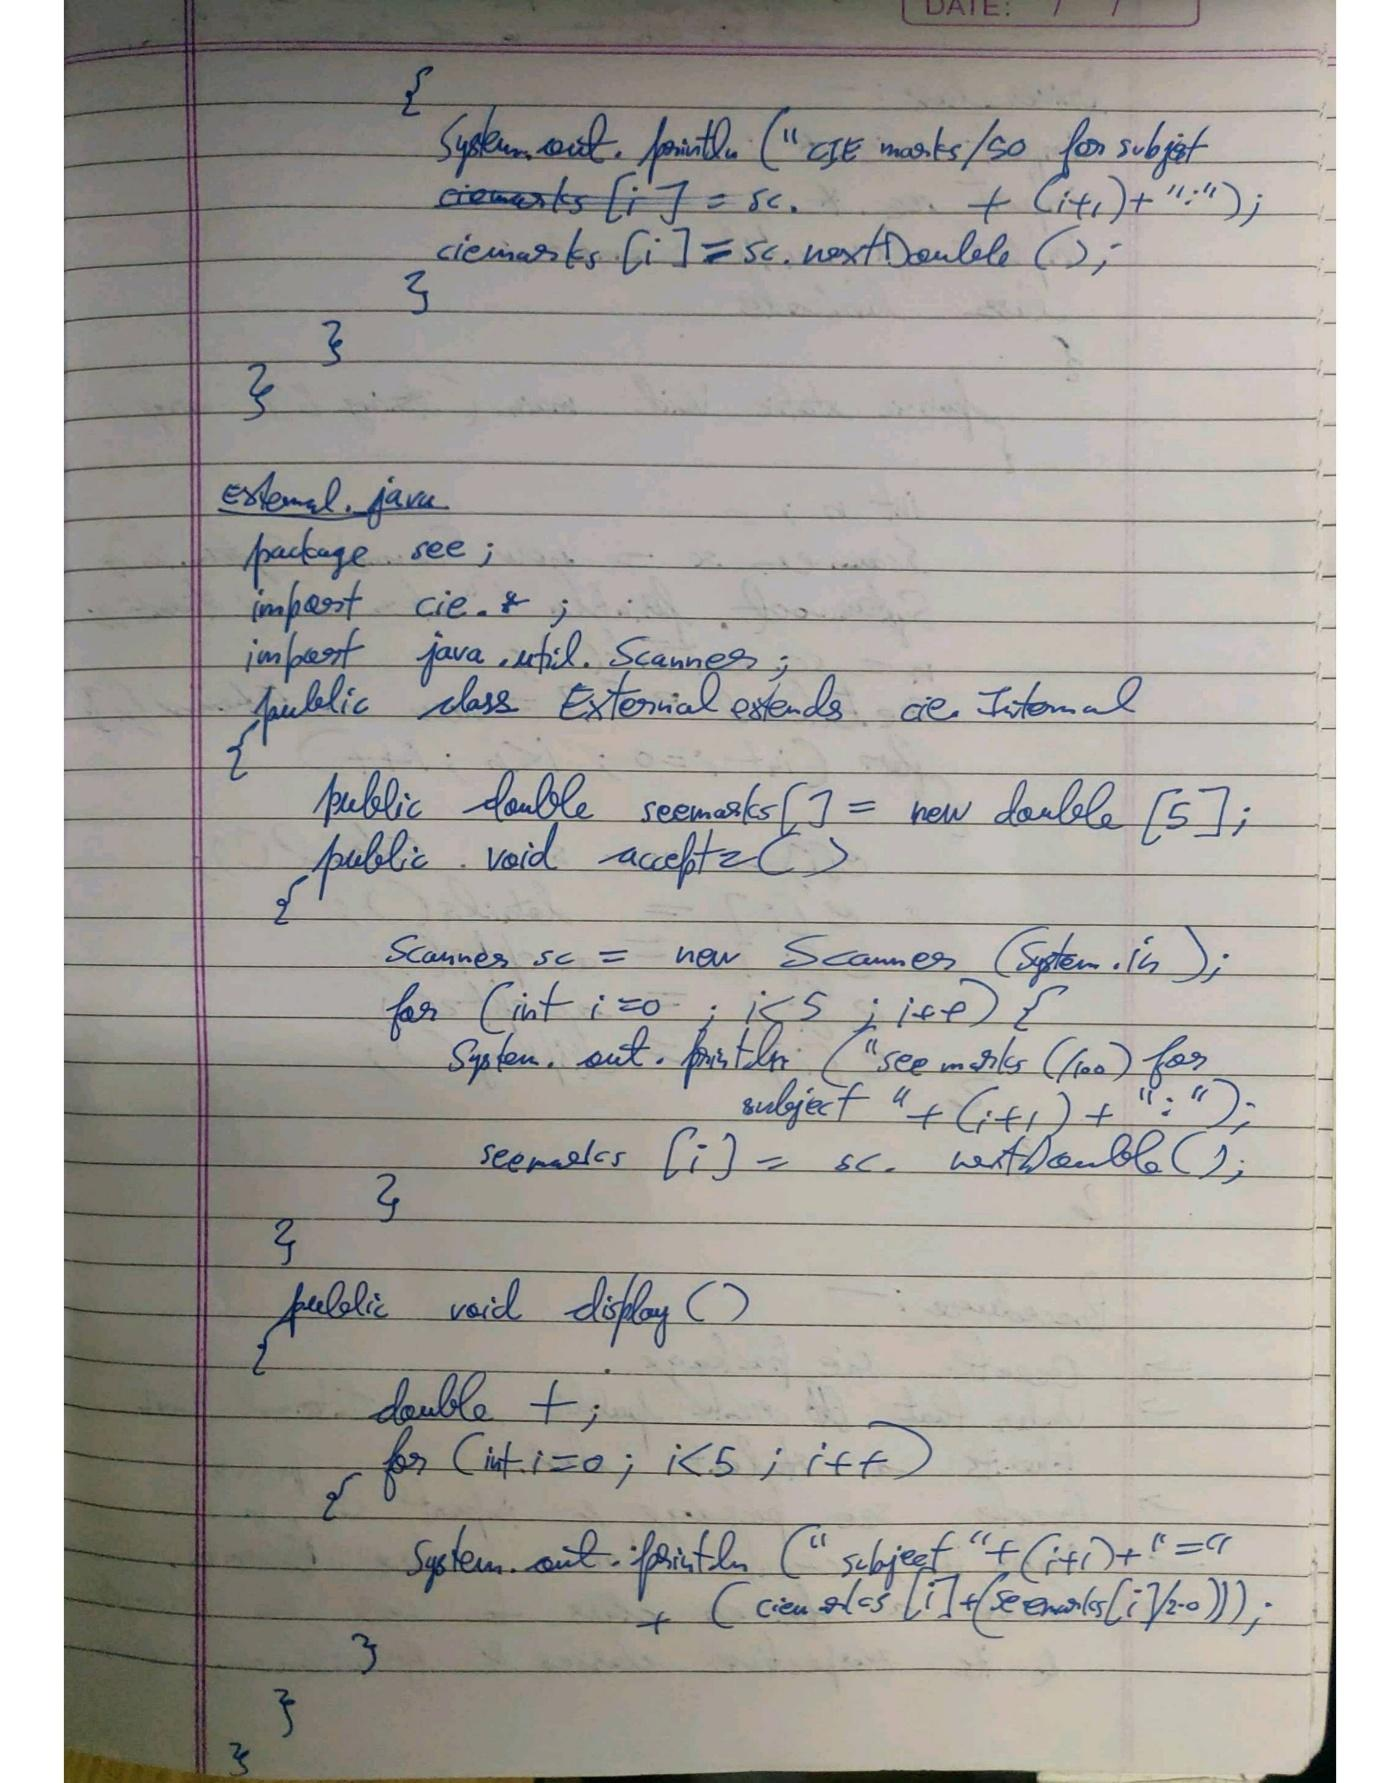 DATE: / /
{
System.out.println ("CIE marks/50 for subjet
ciemarks [i] = sc. + (i+1)+":");
ciemarks [i] = sc.nextDouble ();
}
}
}
External.java
package see;
import cie.*;
import java.util.Scanner;
public class External extends cie.Internal
{
public double seemarks[] = new double [5];
public void accept2()
{
Scanner sc = new Scanner (System.in);
for (int i=0 ; i<5 ; i++) {
System.out.println ("see marks (/100) for
subject "+(i+1)+":");
seemarks [i] = sc. nextDouble();
}
}
public void display ()
{
double t;
for (int i=0; i<5; i++)
{
System.out.println ("subject "+(i+1)+"="
+ (ciemarks [i]+(seemarks[i]/2.0)));
}
}
}